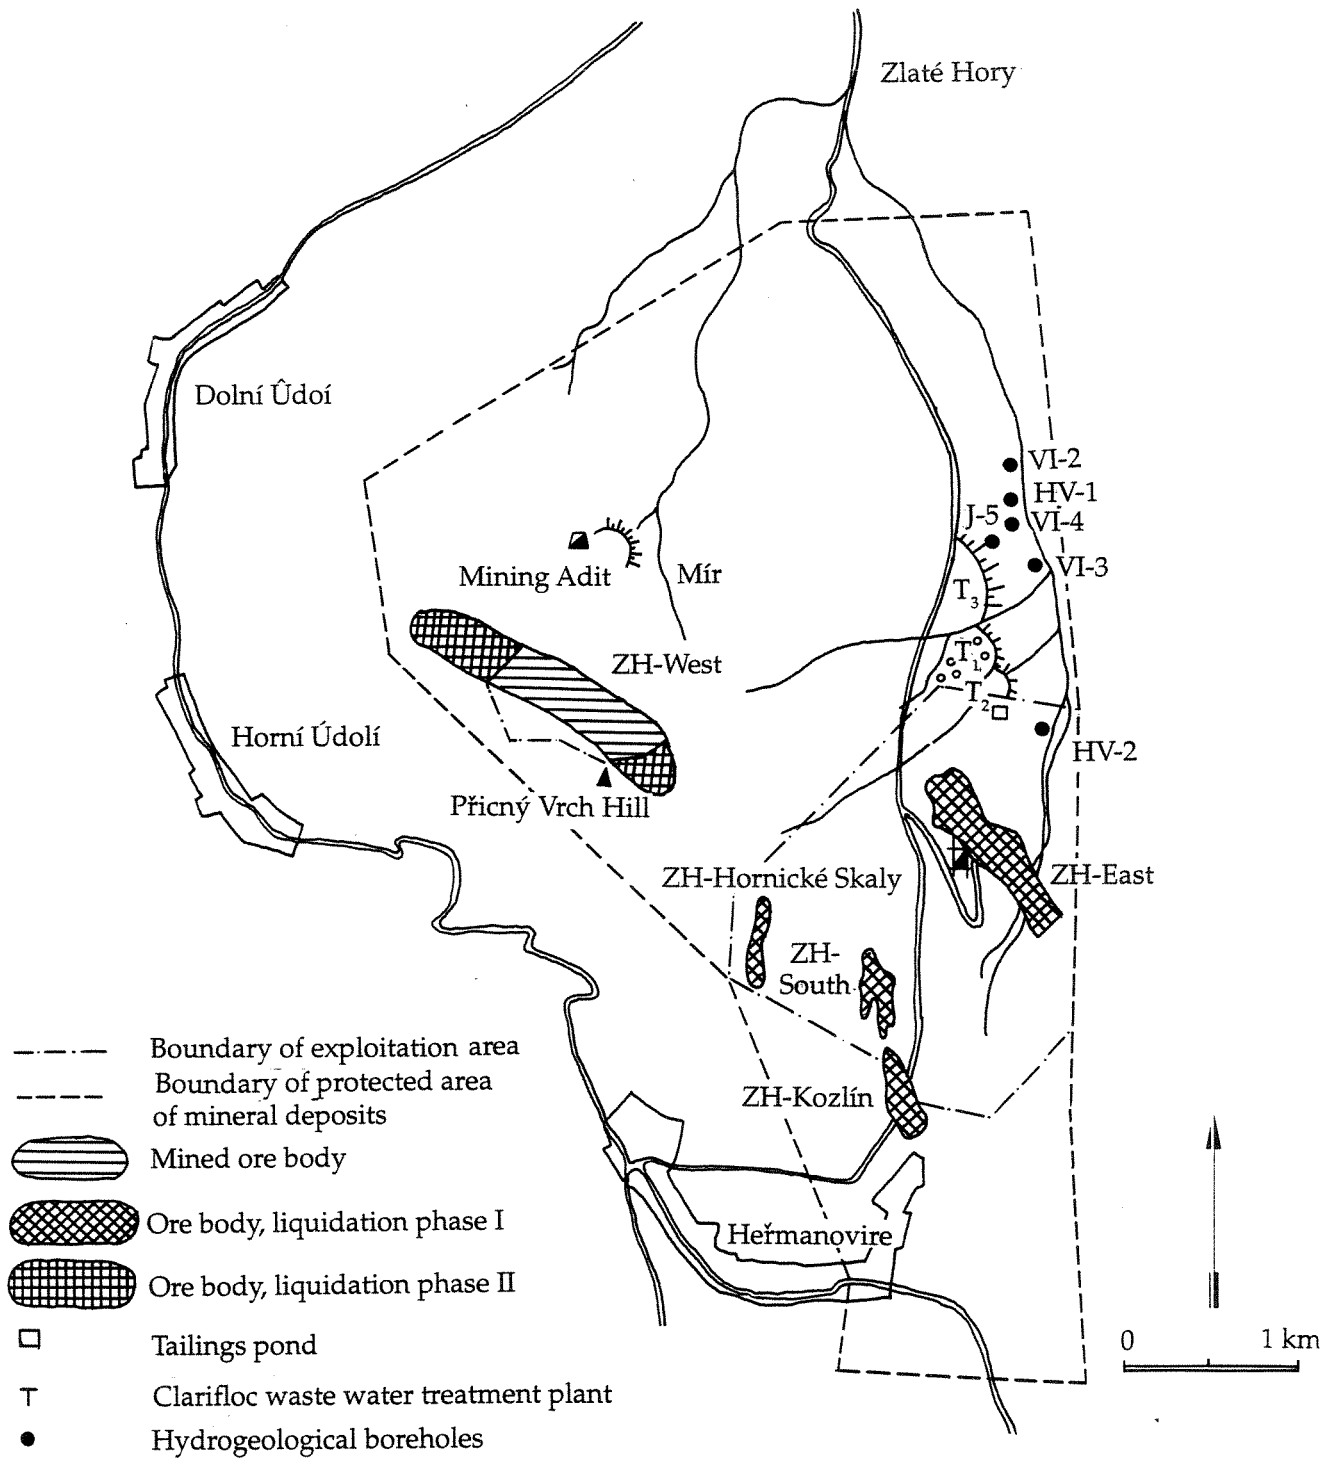 Zlaté Hory
Dolní Ûdoí
VI-2
HV-1
J-5
VI-4
VI-3
Mining Adit
Mír
T3
ZH-West
T1,
T2
Horní Údolí
HV-2
Přicný Vrch Hill
ZH-Hornické Skaly
ZH-East
ZH-
South
ZH-Kozlín
Heřmanovire
Boundary of exploitation area
Boundary of protected area
of mineral deposits
Mined ore body
Ore body, liquidation phase I
Ore body, liquidation phase II
Tailings pond
T
Clarifloc waste water treatment plant
Hydrogeological boreholes
0
1 km